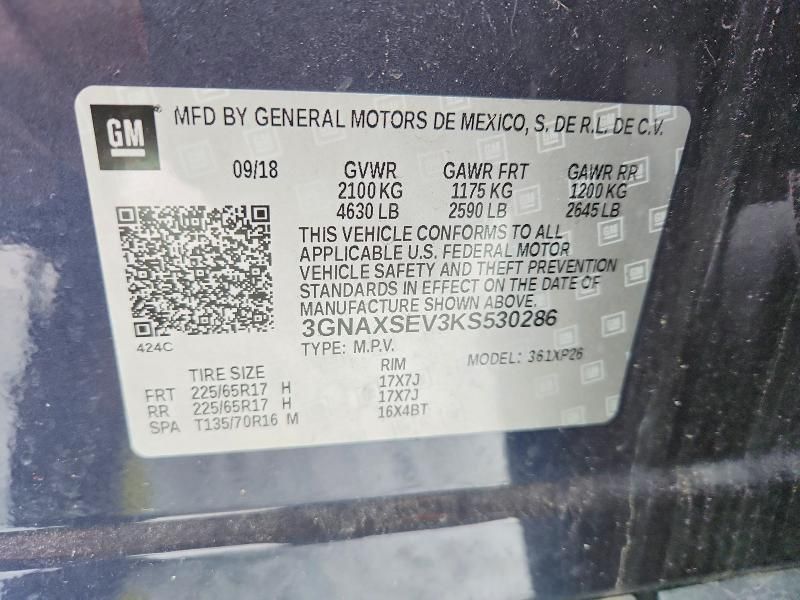 GM MFD BY GENERAL MOTORS DE MEXICO, S. DE R.L. DE C.V.
09/18 GVWR GAWR FRT GAWR RR
2100 KG 1175 KG 1200 KG
4630 LB 2590 LB 2645 LB
THIS VEHICLE CONFORMS TO ALL
APPLICABLE U.S. FEDERAL MOTOR
VEHICLE SAFETY AND THEFT PREVENTION
STANDARDS IN EFFECT ON THE DATE OF
MANUFACTURE SHOWN ABOVE.
3GNAXSEV3KS530286
424C
TYPE: M.P.V. MODEL: 361XP26
TIRE SIZE RIM
FRT 225/65R17 H 17X7J
RR 225/65R17 H 17X7J
SPA T135/70R16 M 16X4BT